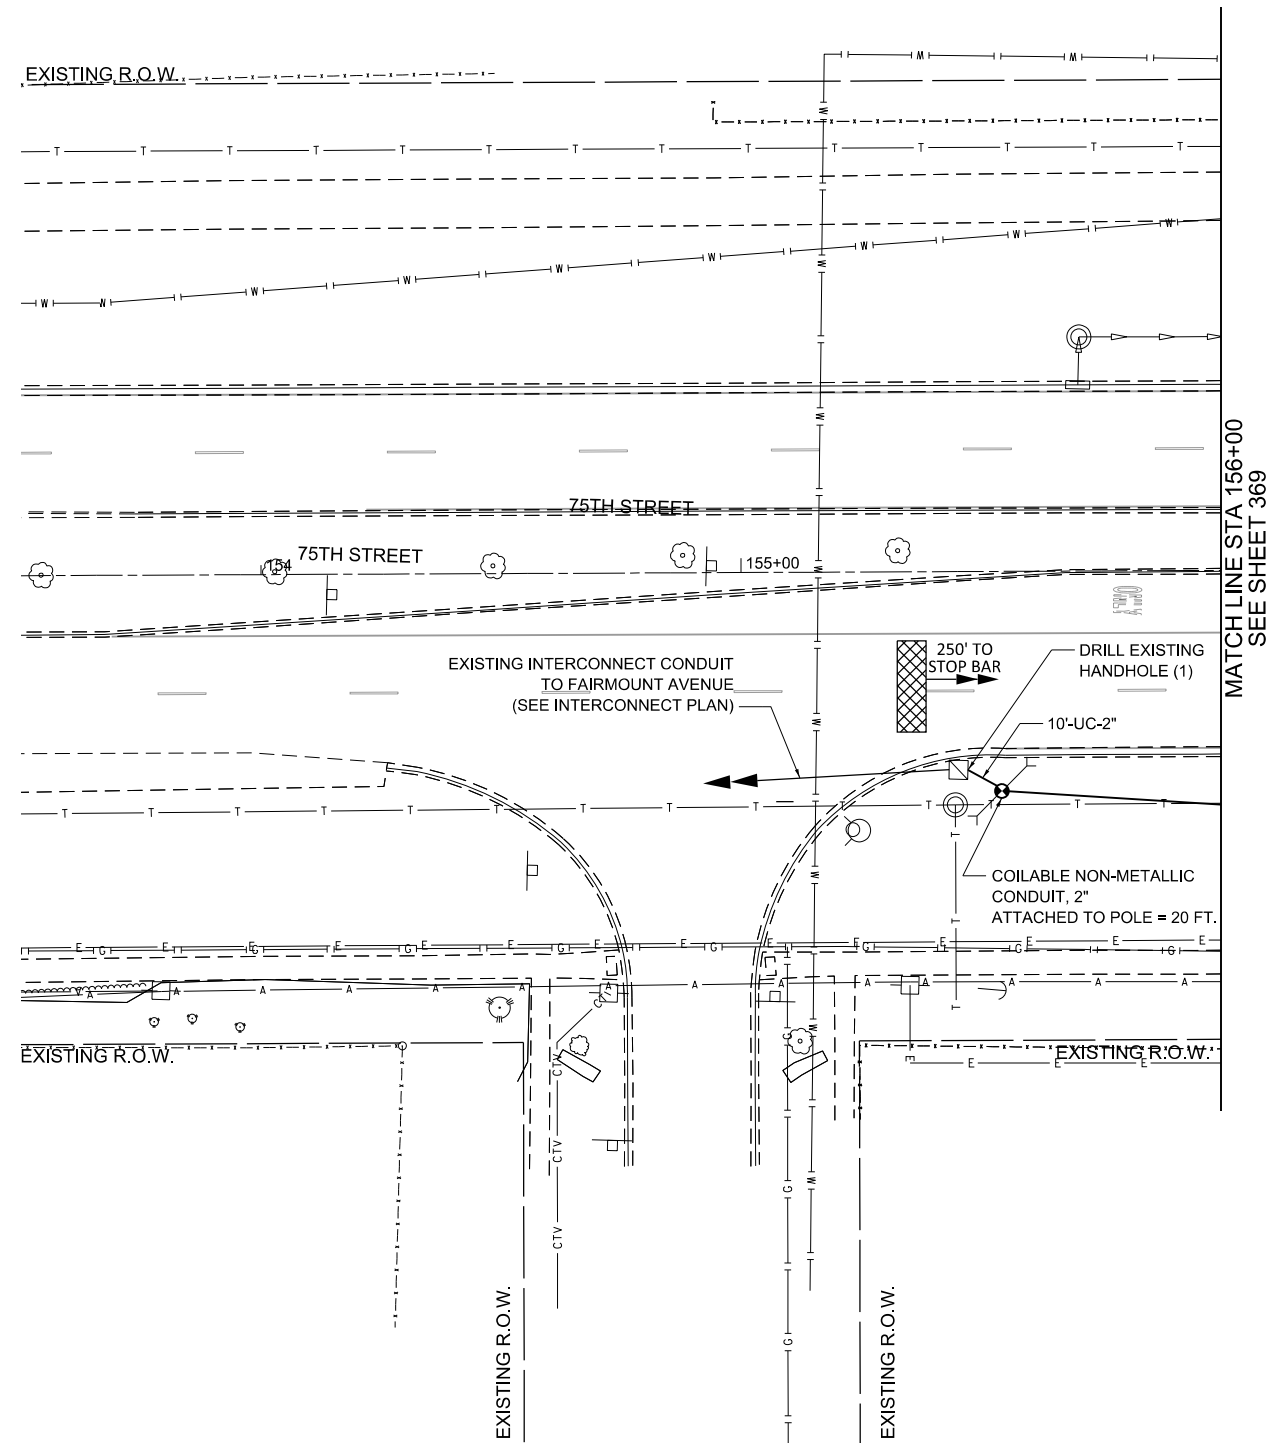 EXISTING R.O.W.
75TH STREET
75TH STREET
154
155+00
ONLY
MATCH LINE STA 156+00
SEE SHEET 369
EXISTING INTERCONNECT CONDUIT
TO FAIRMOUNT AVENUE
(SEE INTERCONNECT PLAN)
250' TO
STOP BAR
DRILL EXISTING
HANDHOLE (1)
10'-UC-2"
COILABLE NON-METALLIC
CONDUIT, 2"
ATTACHED TO POLE = 20 FT.
EXISTING R.O.W.
EXISTING R.O.W.
CTV
CTV
CTV
EXISTING R.O.W.
EXISTING R.O.W.